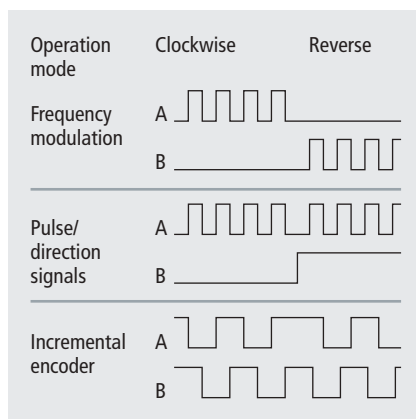 Operation mode Clockwise Reverse
Frequency modulation
A
B
Pulse/
direction
signals
A
B
Incremental
encoder
A
B